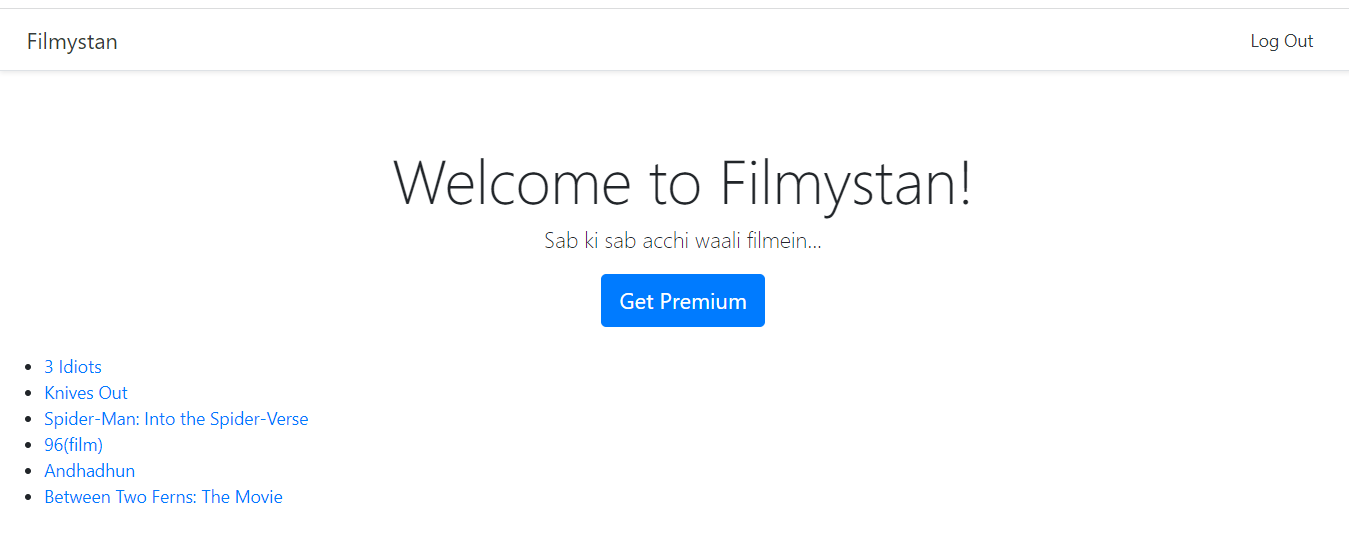 Filmystan
Log Out
Welcome to Filmystan!
Sab ki sab acchi waali filmein...
Get Premium
3 Idiots
Knives Out
Spider-Man: Into the Spider-Verse
96(film)
Andhadhun
Between Two Ferns: The Movie